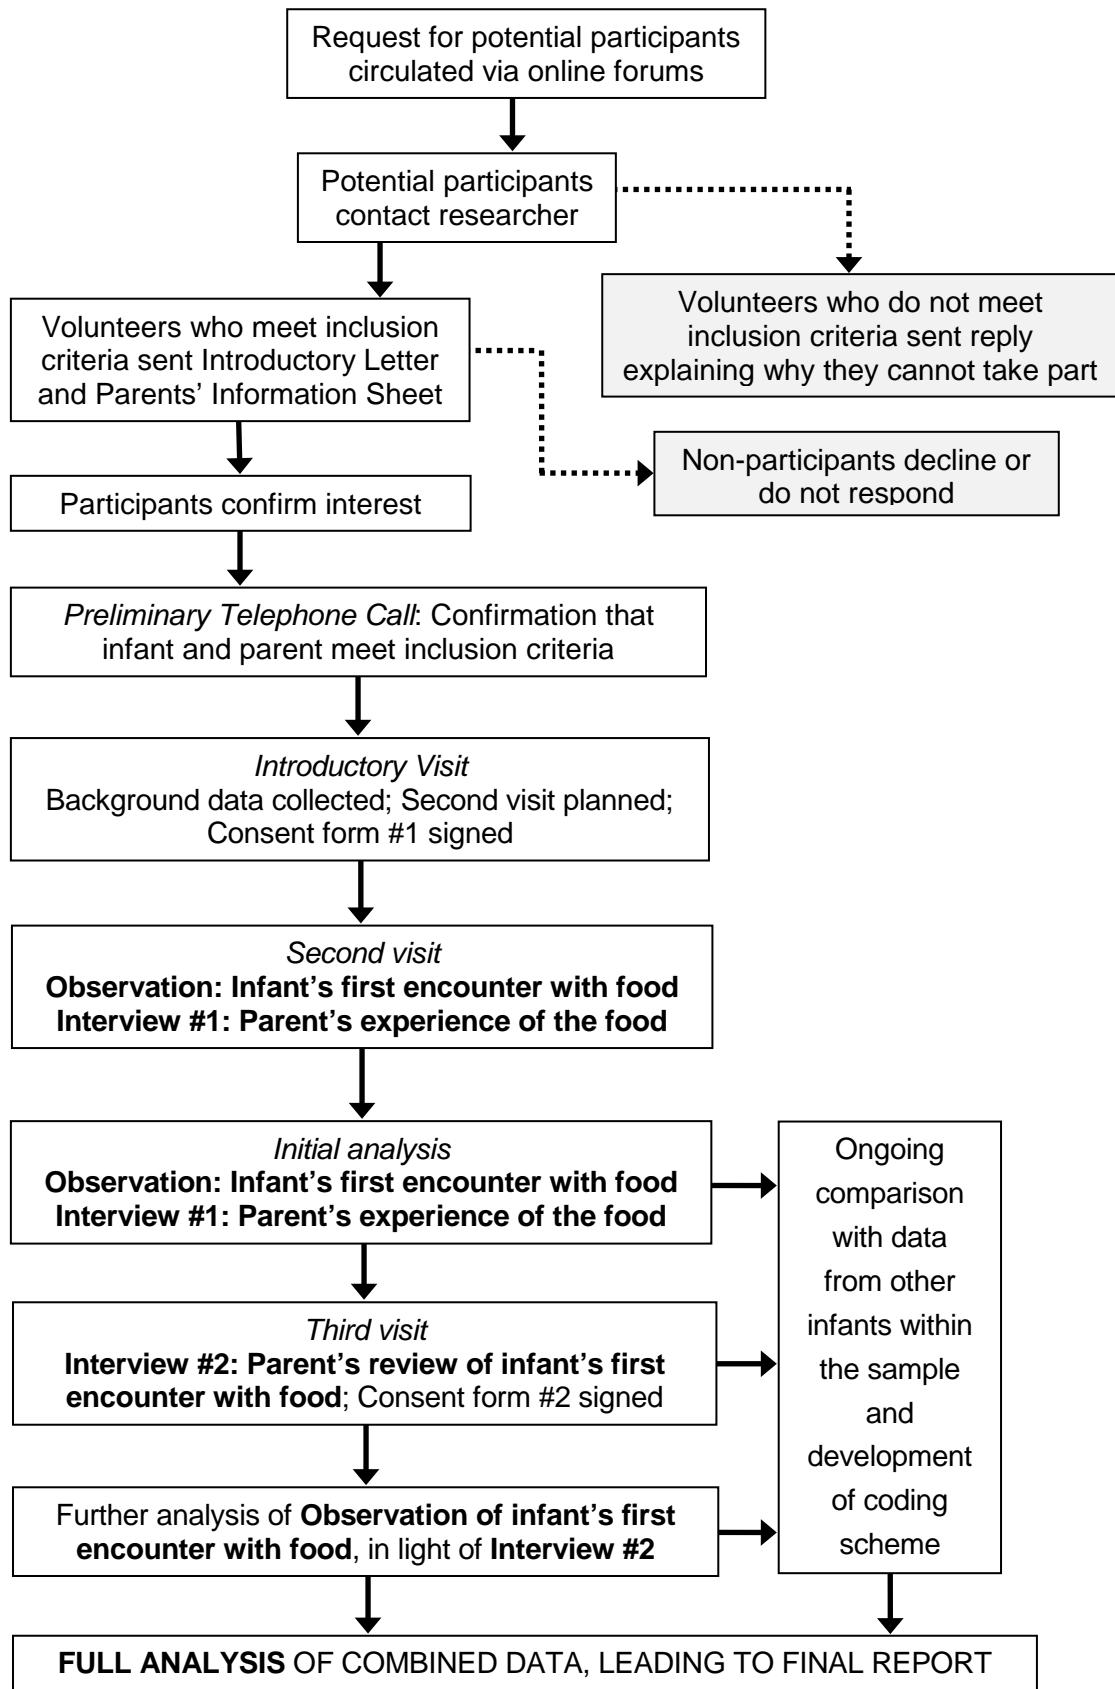 Request for potential participants
circulated via online forums
Potential participants
contact researcher
Volunteers who do not meet
inclusion criteria sent reply
explaining why they cannot take part
Volunteers who meet inclusion
criteria sent Introductory Letter
and Parents’ Information Sheet
Non-participants decline or
do not respond
Participants confirm interest
Preliminary Telephone Call: Confirmation that
infant and parent meet inclusion criteria
Introductory Visit
Background data collected; Second visit planned;
Consent form #1 signed
Second visit
Observation: Infant’s first encounter with food
Interview #1: Parent’s experience of the food
Initial analysis
Observation: Infant’s first encounter with food
Interview #1: Parent’s experience of the food
Third visit
Interview #2: Parent’s review of infant’s first
encounter with food; Consent form #2 signed
Further analysis of Observation of infant’s first
encounter with food, in light of Interview #2
Ongoing
comparison
with data
from other
infants within
the sample
and
development
of coding
scheme
FULL ANALYSIS OF COMBINED DATA, LEADING TO FINAL REPORT